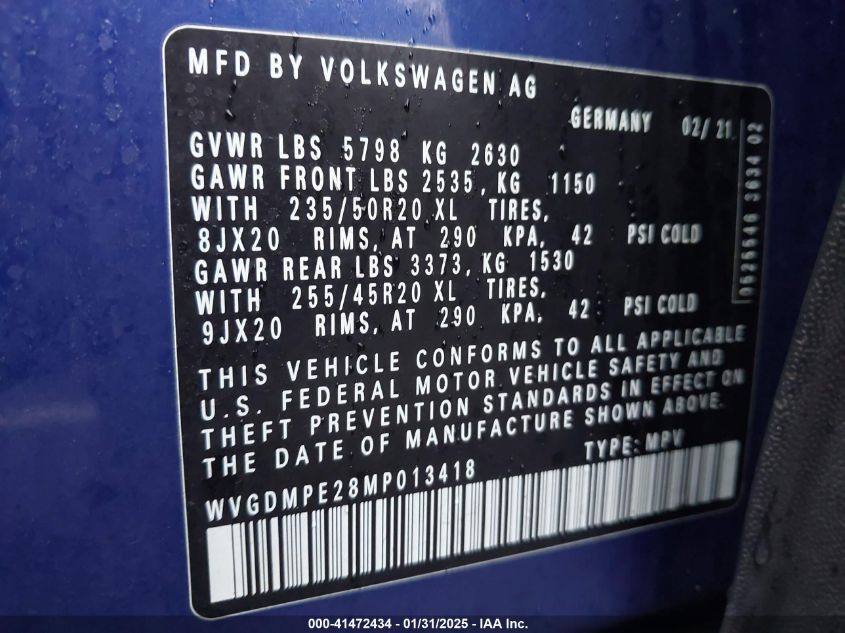 MFD BY VOLKSWAGEN AG
GERMANY 02/21
GVWR LBS 5798 KG 2630
GAWR FRONT LBS 2535, KG 1150
WITH 235/50R20 XL TIRES,
8JX20 RIMS, AT 290 KPA, 42 PSI COLD
GAWR REAR LBS 3373, KG 1530
WITH 255/45R20 XL TIRES,
9JX20 RIMS, AT 290 KPA, 42 PSI COLD
THIS VEHICLE CONFORMS TO ALL APPLICABLE
U.S. FEDERAL MOTOR VEHICLE SAFETY AND
THEFT PREVENTION STANDARDS IN EFFECT ON
THE DATE OF MANUFACTURE SHOWN ABOVE.
TYPE: MPV
WVGDMPE28MP013418
3634 02
000-41472434 - 01/31/2025 - IAA Inc.